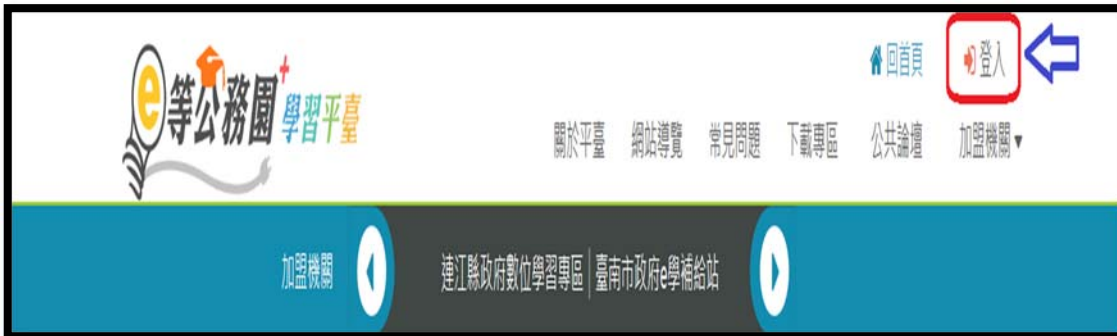 回首頁 登入
e等公務園+學習平臺
關於平臺 網站導覽 常見問題 下載專區 公共論壇 加盟機關
加盟機關 連江縣政府數位學習專區 | 臺南市政府e學補給站